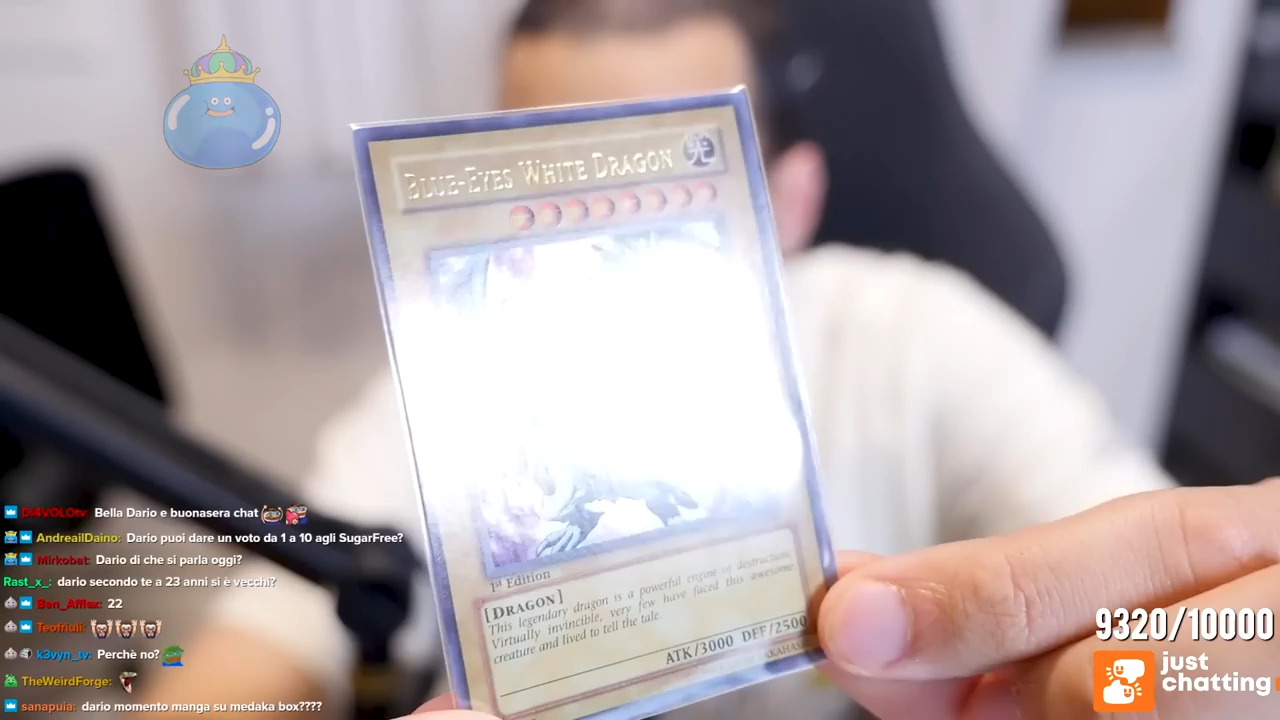 BLUE-EYES WHITE DRAGON
光
1st Edition
[DRAGON]
This legendary dragon is a powerful engine of destruction.
Virtually invincible, very few have faced this awesome
creature and lived to tell the tale.
ATK/3000 DEF/2500
Bella Dario e buonasera chat
AndreailDaino: Dario puoi dare un voto da 1 a 10 agli SugarFree?
Mirkobat: Dario di che si parla oggi?
Rast_x_: dario secondo te a 23 anni si è vecchi?
Ben_Afflex: 22
Teofriuli:
k3vyn_tv: Perchè no?
TheWeirdForge:
sanapuia: dario momento manga su medaka box????
9320/10000
just
chatting